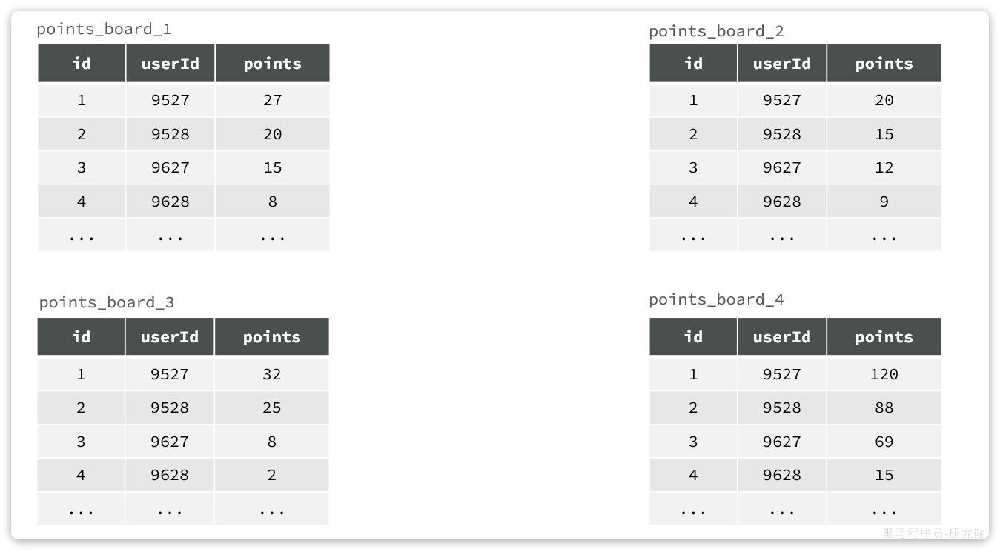 points_board_1
id userId points
1 9527 27
2 9528 20
3 9627 15
4 9628 8
... ... ...
points_board_2
id userId points
1 9527 20
2 9528 15
3 9627 12
4 9628 9
... ... ...
points_board_3
id userId points
1 9527 32
2 9528 25
3 9627 8
4 9628 2
... ... ...
points_board_4
id userId points
1 9527 120
2 9528 88
3 9627 69
4 9628 15
... ... ...
黑马程序员-研究院